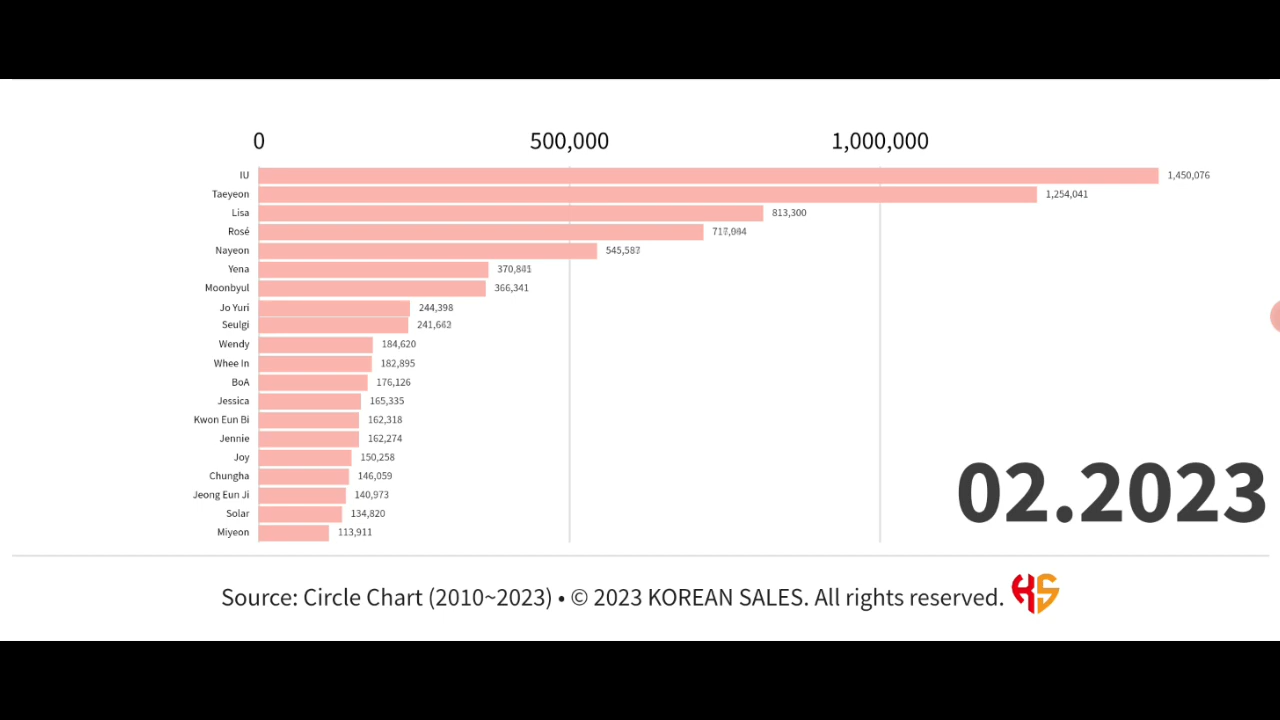 0 500,000 1,000,000
IU 1,450,076
Taeyeon 1,254,041
Lisa 813,300
Rosé
Nayeon
Yena
Moonbyul 366,341
Jo Yuri 244,398
Seulgi
Wendy 184,620
Whee In 182,895
BoA 176,126
Jessica 165,335
Kwon Eun Bi 162,318
Jennie 162,274
Joy 150,258
Chungha 146,059
Jeong Eun Ji 140,973
Solar 134,820
Miyeon 113,911
02.2023
Source: Circle Chart (2010~2023) • © 2023 KOREAN SALES. All rights reserved.